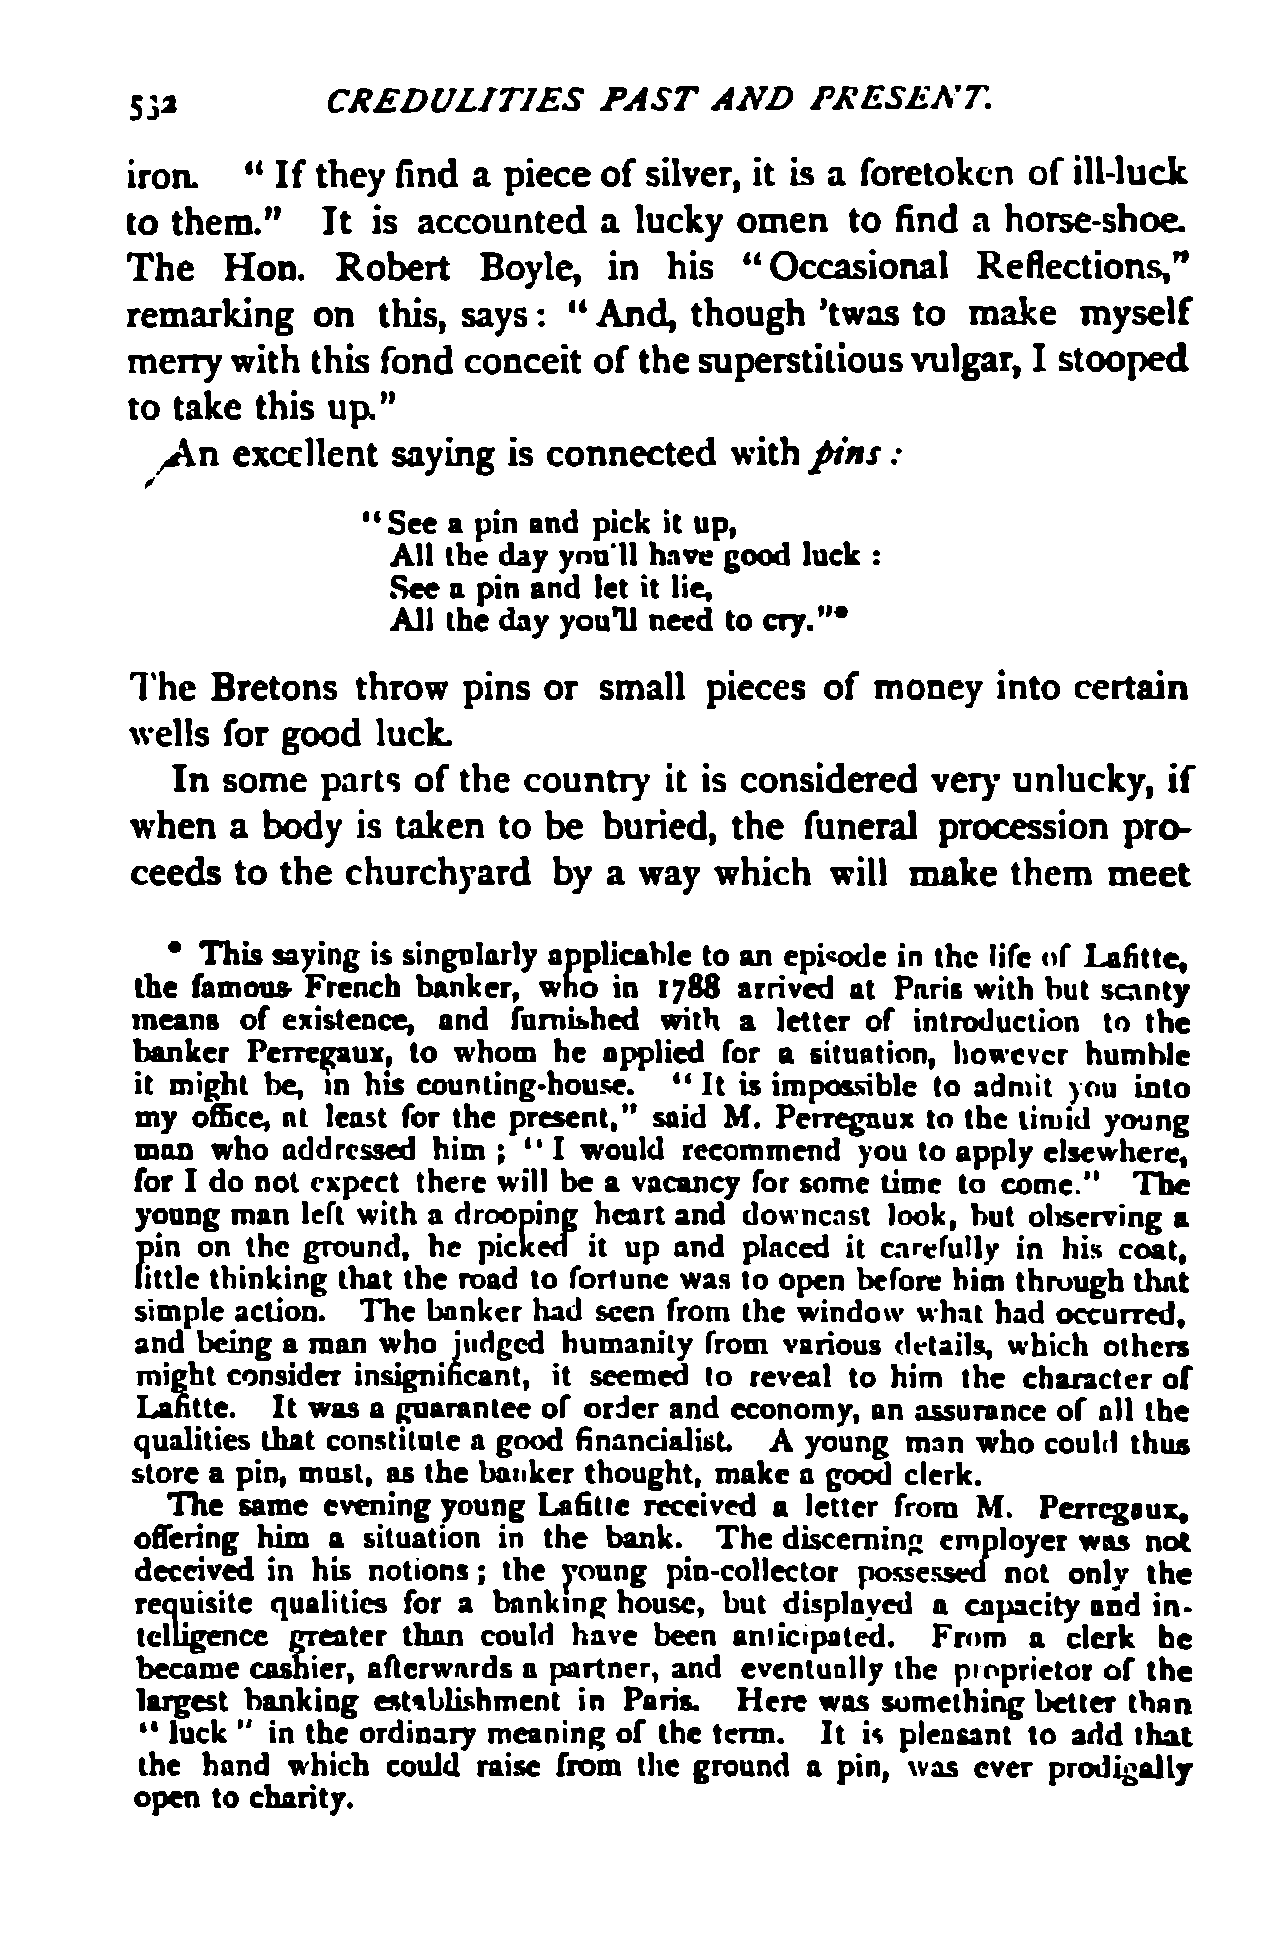 532 CREDULITIES PAST AND PRESENT.
iron. “ If they find a piece of silver, it is a foretoken of ill-luck
to them.” It is accounted a lucky omen to find a horse-shoe.
The Hon. Robert Boyle, in his “ Occasional Reflections,”
remarking on this, says : “ And, though ’twas to make myself
merry with this fond conceit of the superstitious vulgar, I stooped
to take this up.”
An excellent saying is connected with pins :
“ See a pin and pick it up,
All the day you’ll have good luck :
See a pin and let it lie,
All the day you’ll need to cry.”*
The Bretons throw pins or small pieces of money into certain
wells for good luck.
In some parts of the country it is considered very unlucky, if
when a body is taken to be buried, the funeral procession pro-
ceeds to the churchyard by a way which will make them meet
* This saying is singularly applicable to an episode in the life of Lafitte,
the famous French banker, who in 1788 arrived at Paris with but scanty
means of existence, and furnished with a letter of introduction to the
banker Perregaux, to whom he applied for a situation, however humble
it might be, in his counting-house. “ It is impossible to admit you into
my office, at least for the present,” said M. Perregaux to the timid young
man who addressed him ; “ I would recommend you to apply elsewhere,
for I do not expect there will be a vacancy for some time to come.” The
young man left with a drooping heart and downcast look, but observing a
pin on the ground, he picked it up and placed it carefully in his coat,
little thinking that the road to fortune was to open before him through that
simple action. The banker had seen from the window what had occurred,
and being a man who judged humanity from various details, which others
might consider insignificant, it seemed to reveal to him the character of
Lafitte. It was a guarantee of order and economy, an assurance of all the
qualities that constitute a good financialist. A young man who could thus
store a pin, must, as the banker thought, make a good clerk.
The same evening young Lafitte received a letter from M. Perregaux,
offering him a situation in the bank. The discerning employer was not
deceived in his notions ; the young pin-collector possessed not only the
requisite qualities for a banking house, but displayed a capacity and in-
telligence greater than could have been anticipated. From a clerk he
became cashier, afterwards a partner, and eventually the proprietor of the
largest banking establishment in Paris. Here was something better than
“ luck ” in the ordinary meaning of the term. It is pleasant to add that
the hand which could raise from the ground a pin, was ever prodigally
open to charity.